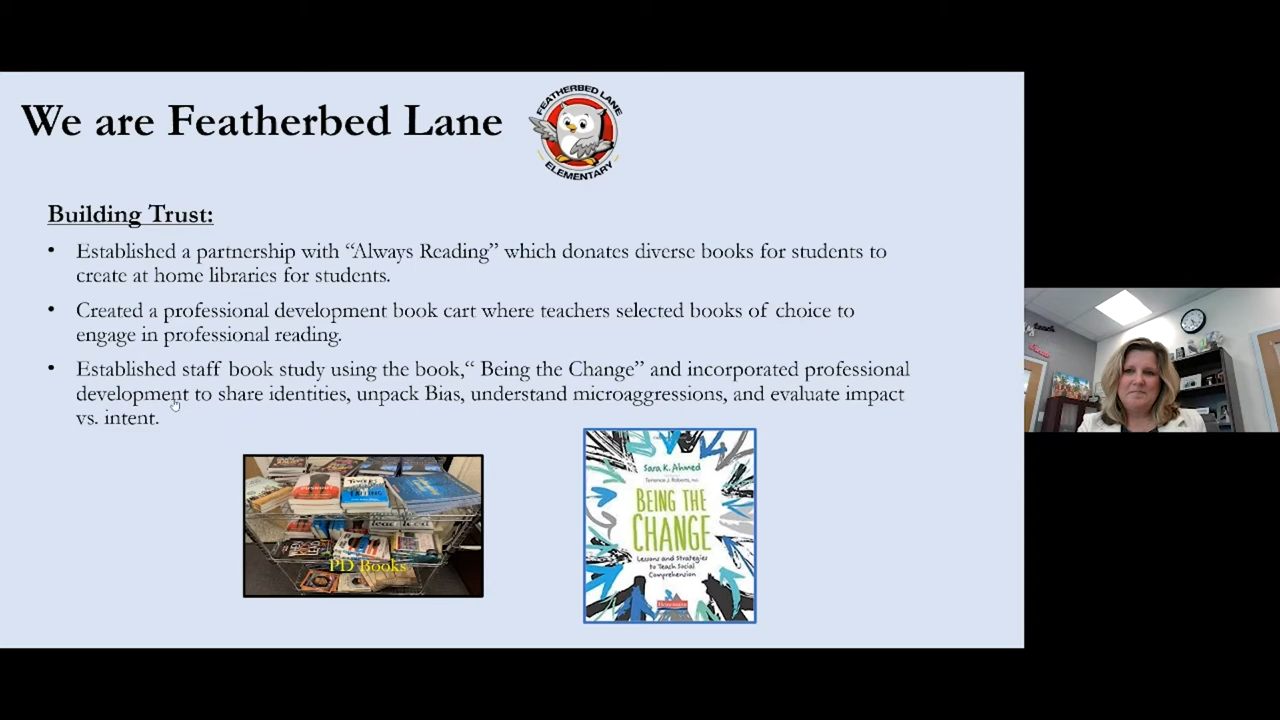 We are Featherbed Lane
FEATHERBED LANE
ELEMENTARY
Building Trust:
• Established a partnership with “Always Reading” which donates diverse books for students to
create at home libraries for students.
• Created a professional development book cart where teachers selected books of choice to
engage in professional reading.
• Established staff book study using the book,“ Being the Change” and incorporated professional
development to share identities, unpack Bias, understand microaggressions, and evaluate impact
vs. intent.
PD Books
Sara K. Ahmed
Terrence J. Roberts, PhD
BEING THE
CHANGE
Lessons and Strategies
to Teach Social
Comprehension
Heinemann
teach